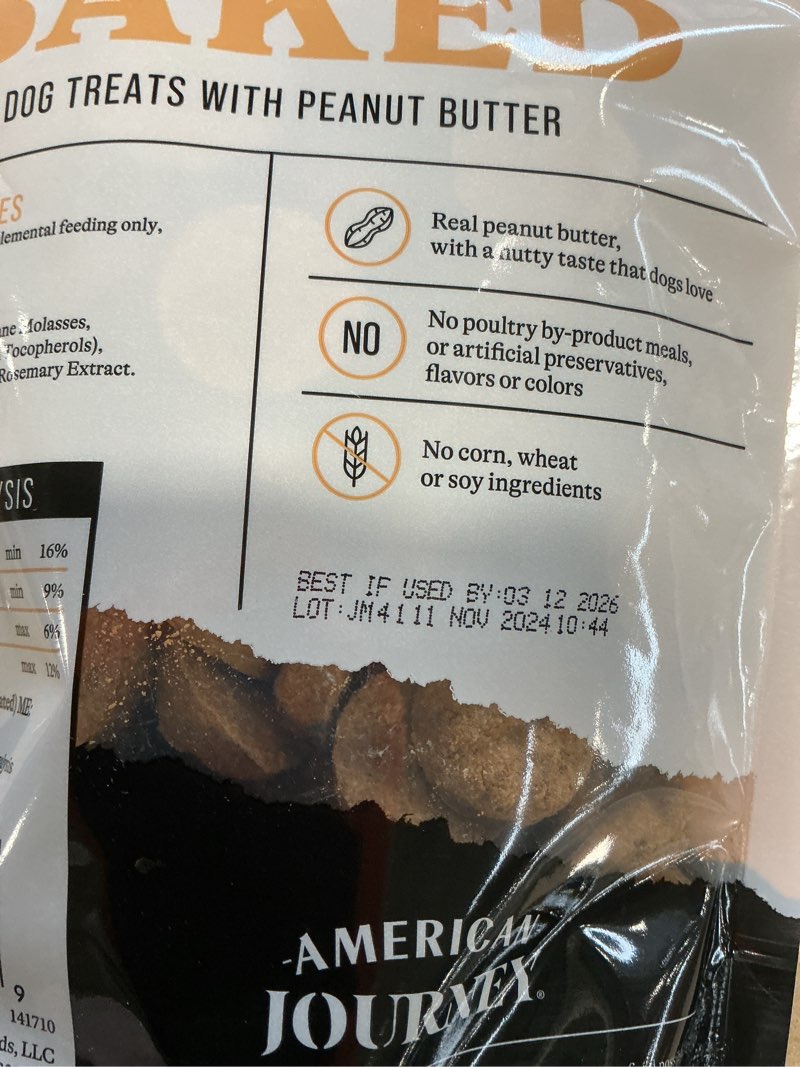 BAKED
DOG TREATS WITH PEANUT BUTTER
ES
lemental feeding only,
ne Molasses,
Tocopherols),
Rosemary Extract.
YSIS
min 16%
min 9%
max 6%
max 12%
ated) ME:
Real peanut butter,
with a nutty taste that dogs love
NO
No poultry by-product meals,
or artificial preservatives,
flavors or colors
No corn, wheat
or soy ingredients
BEST IF USED BY:03 12 2026
LOT:JM4111 NOV 2024 10:44
AMERICAN
JOURNEY®
9
141710
ds, LLC